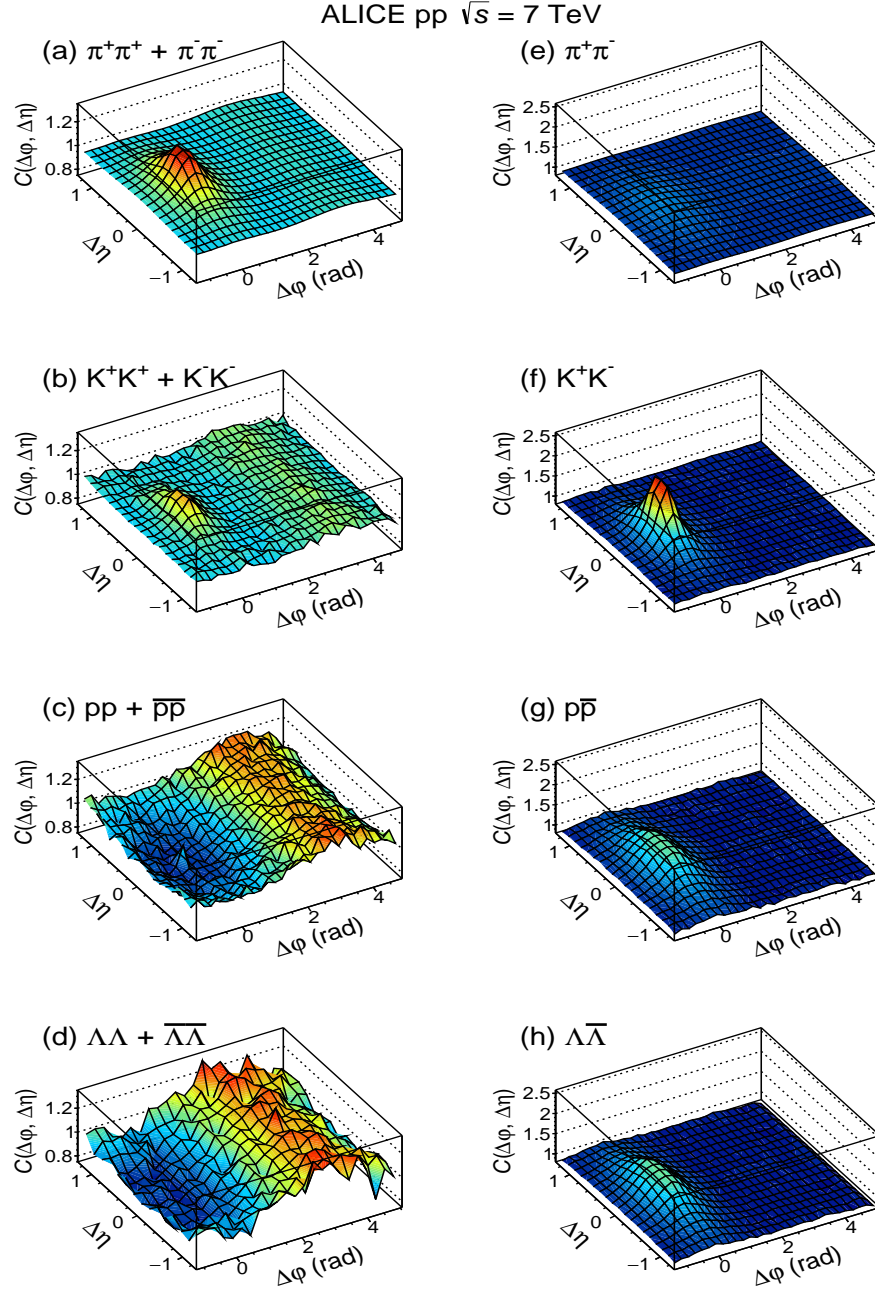 ALICE pp √s = 7 TeV
(a) π⁺π⁺ + π⁻π⁻
C(Δφ, Δη)
1.2
1
0.8
1
0
−1
Δη
0
2
4
Δφ (rad)
(e) π⁺π⁻
C(Δφ, Δη)
2.5
2
1.5
1
1
0
−1
Δη
0
2
4
Δφ (rad)
(b) K⁺K⁺ + K⁻K⁻
C(Δφ, Δη)
1.2
1
0.8
1
0
−1
Δη
0
2
4
Δφ (rad)
(f) K⁺K⁻
C(Δφ, Δη)
2.5
2
1.5
1
1
0
−1
Δη
0
2
4
Δφ (rad)
(c) pp + p̅p̅
C(Δφ, Δη)
1.2
1
0.8
1
0
−1
Δη
0
2
4
Δφ (rad)
(g) pp̅
C(Δφ, Δη)
2.5
2
1.5
1
1
0
−1
Δη
0
2
4
Δφ (rad)
(d) ΛΛ + Λ̅Λ̅
C(Δφ, Δη)
1.2
1
0.8
1
0
−1
Δη
0
2
4
Δφ (rad)
(h) ΛΛ̅
C(Δφ, Δη)
2.5
2
1.5
1
1
0
−1
Δη
0
2
4
Δφ (rad)